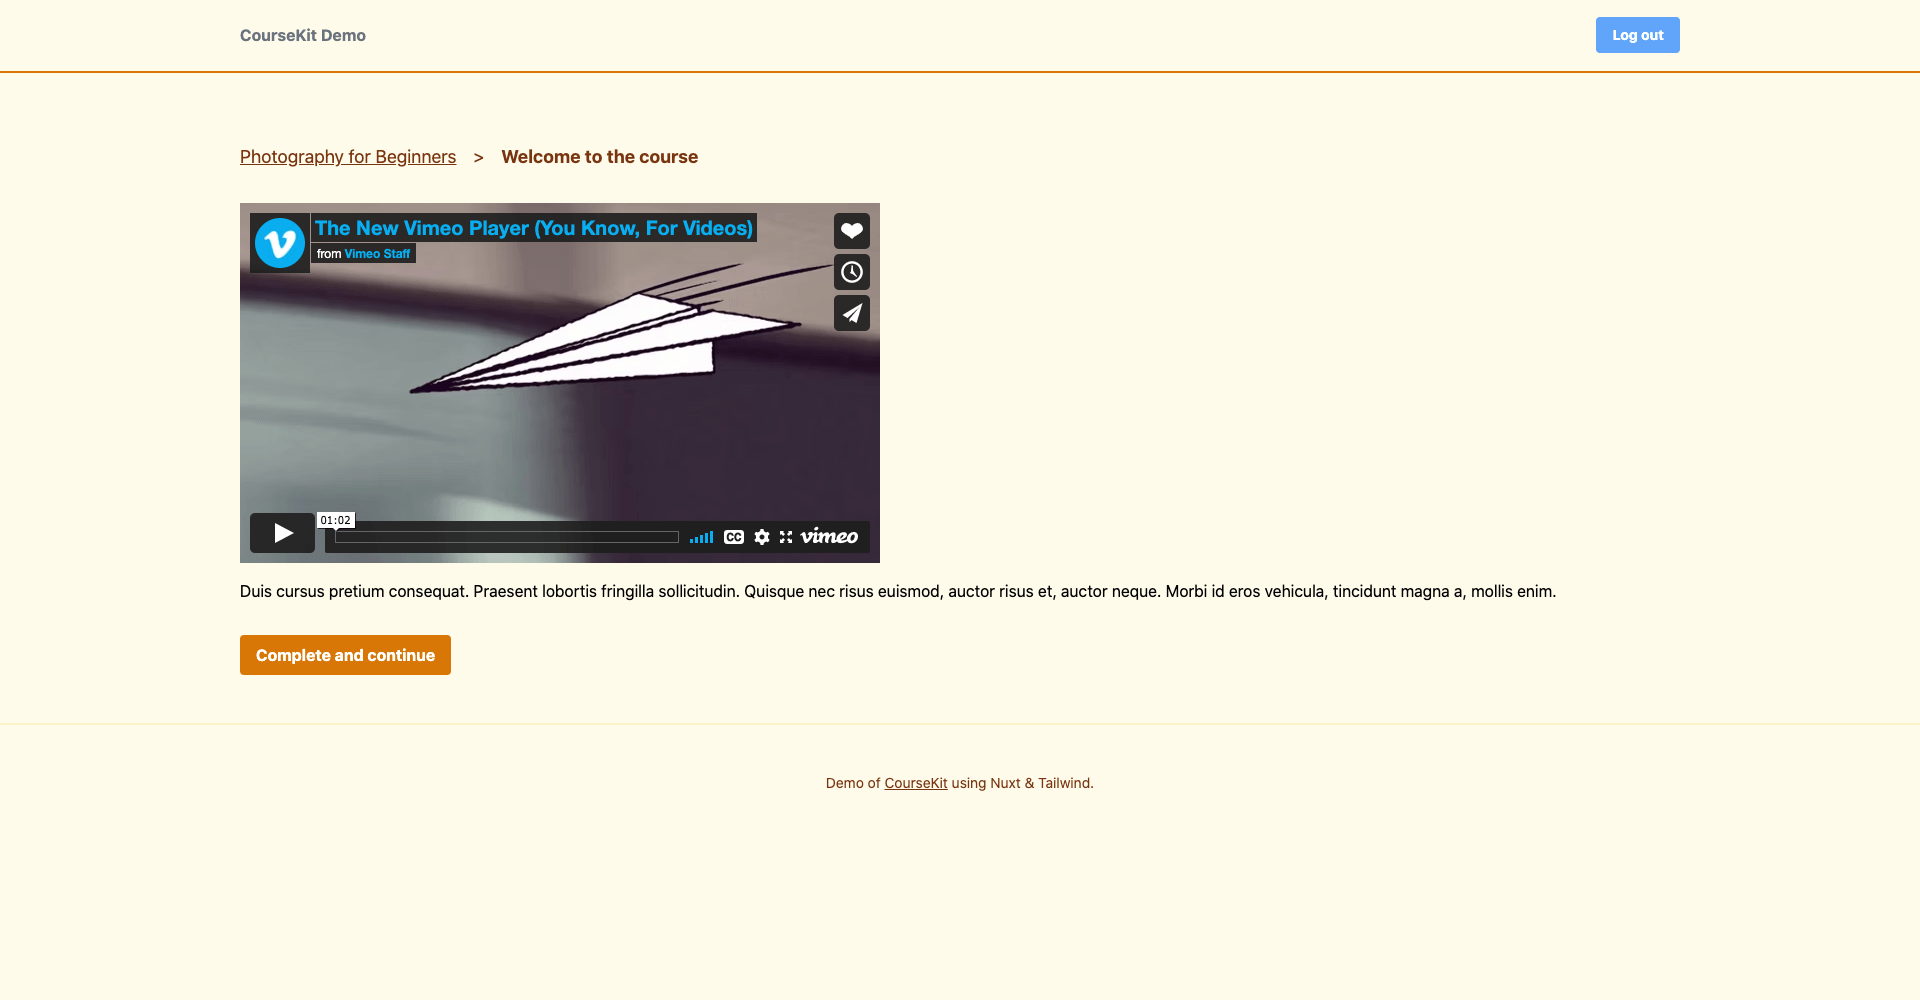 CourseKit Demo
Log out
Photography for Beginners > Welcome to the course
The New Vimeo Player (You Know, For Videos)
from Vimeo Staff
01:02
CC
vimeo
Duis cursus pretium consequat. Praesent lobortis fringilla sollicitudin. Quisque nec risus euismod, auctor risus et, auctor neque. Morbi id eros vehicula, tincidunt magna a, mollis enim.
Complete and continue
Demo of CourseKit using Nuxt & Tailwind.